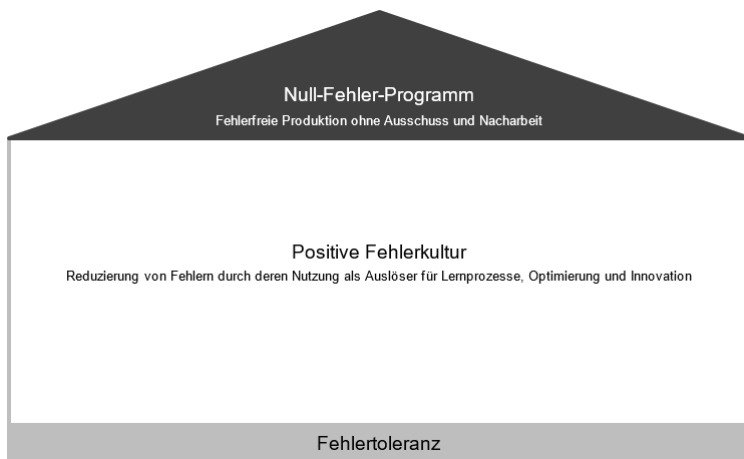 Null-Fehler-Programm
Fehlerfreie Produktion ohne Ausschuss und Nacharbeit
Positive Fehlerkultur
Reduzierung von Fehlern durch deren Nutzung als Auslöser für Lernprozesse, Optimierung und Innovation
Fehlertoleranz